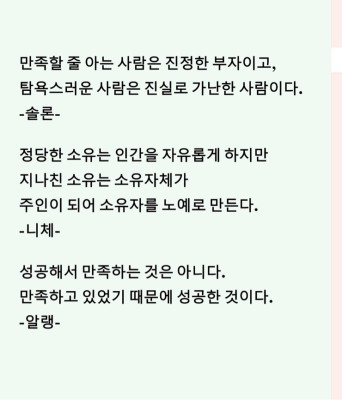 만족할 줄 아는 사람은 진정한 부자이고,
탐욕스러운 사람은 진실로 가난한 사람이다.
-솔론-
정당한 소유는 인간을 자유롭게 하지만
지나친 소유는 소유자체가
주인이 되어 소유자를 노예로 만든다.
-니체-
성공해서 만족하는 것은 아니다.
만족하고 있었기 때문에 성공한 것이다.
-알랭-